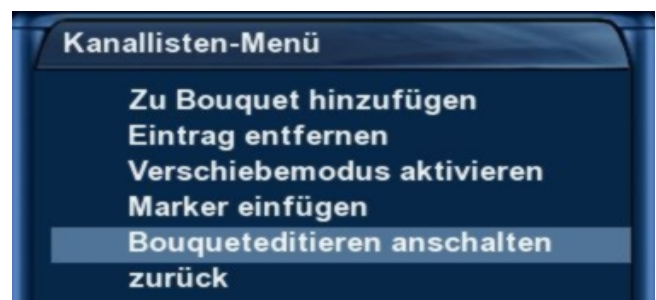 Kanallisten-Menü
Zu Bouquet hinzufügen
Eintrag entfernen
Verschiebemodus aktivieren
Marker einfügen
Bouqueteditieren anschalten
zurück